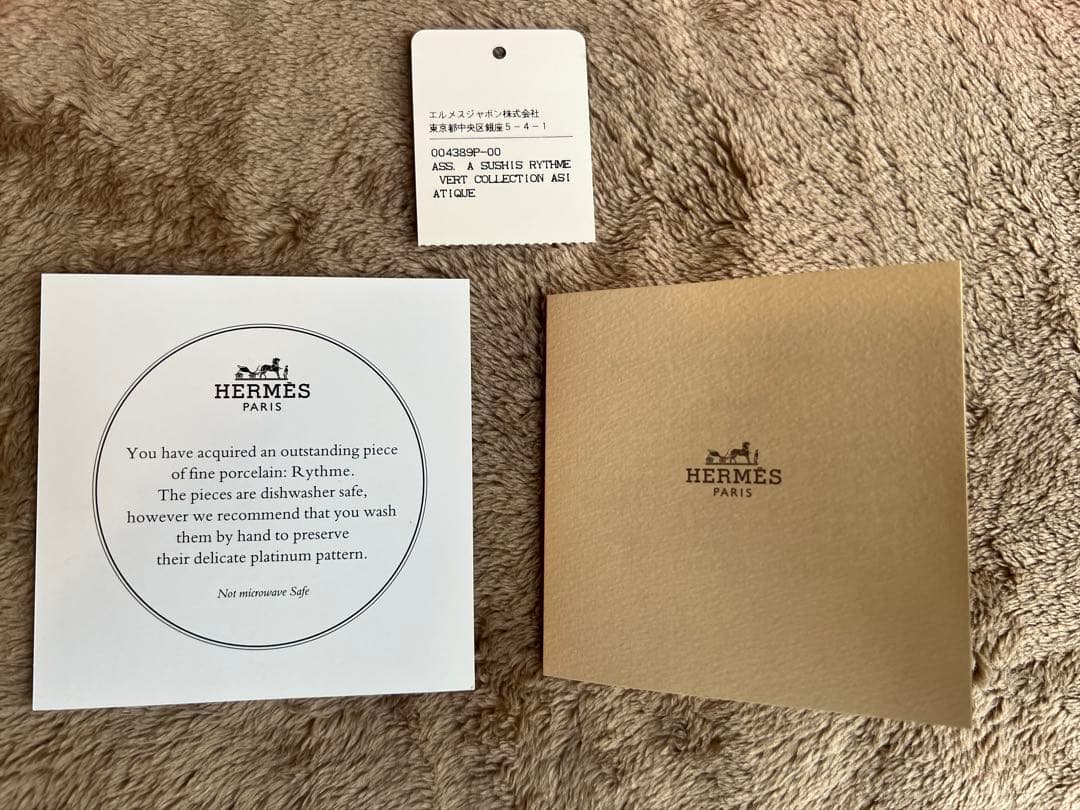 エルメスジャポン株式会社
東京都中央区銀座5-4-1
004389P-00
ASS. A SUSHIS RYTHME
VERT COLLECTION ASI
ATIQUE
HERMÈS
PARIS
You have acquired an outstanding piece
of fine porcelain: Rythme.
The pieces are dishwasher safe,
however we recommend that you wash
them by hand to preserve
their delicate platinum pattern.
Not microwave Safe
HERMÈS
PARIS